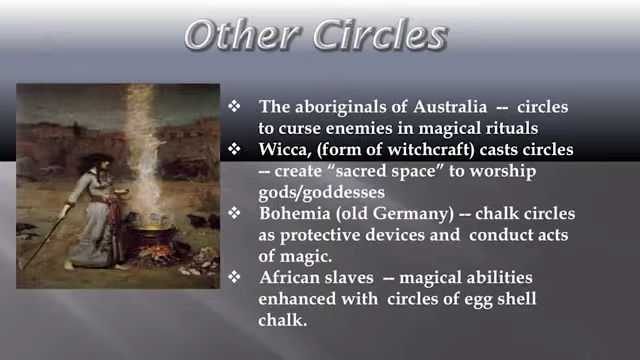 Other Circles
❖ The aboriginals of Australia -- circles
to curse enemies in magical rituals
❖ Wicca, (form of witchcraft) casts circles
-- create “sacred space” to worship
gods/goddesses
❖ Bohemia (old Germany) -- chalk circles
as protective devices and conduct acts
of magic.
❖ African slaves -- magical abilities
enhanced with circles of egg shell
chalk.